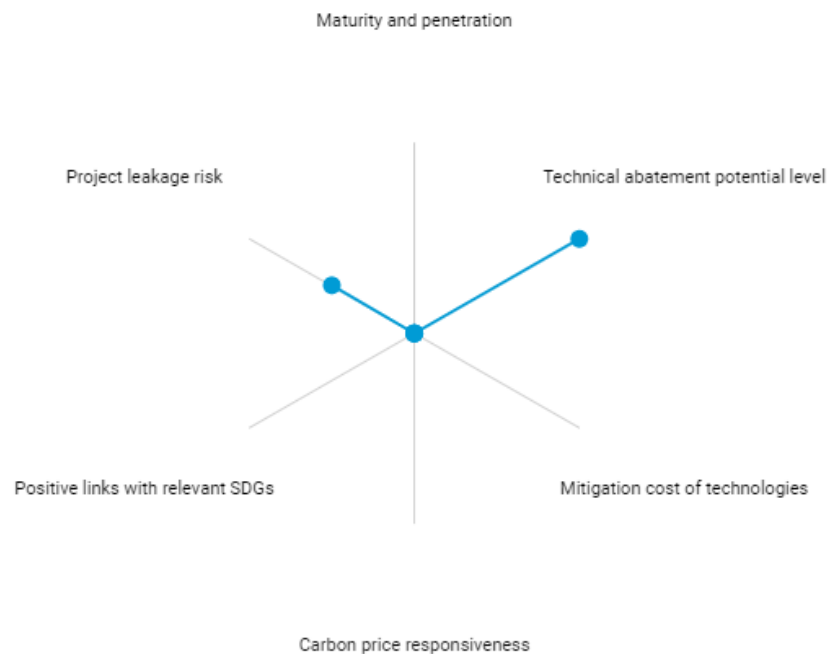 Maturity and penetration
Project leakage risk
Technical abatement potential level
Positive links with relevant SDGs
Mitigation cost of technologies
Carbon price responsiveness